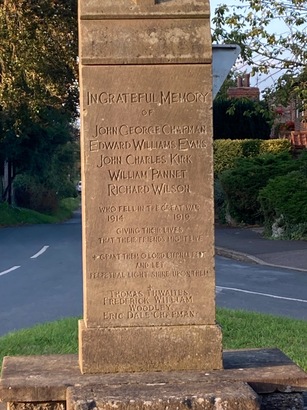 IN GRATEFUL MEMORY
OF
JOHN GEORGE CHAPMAN
EDWARD WILLIAMS EVANS
JOHN CHARLES KIRK
WILLIAM PANNET
RICHARD WILSON
WHO FELL IN THE GREAT WAR
1914 1919
GIVING THEIR LIVES
THAT THEIR FRIENDS MIGHT LIVE
GRANT THEM O LORD ETERNAL REST
AND LET
PERPETUAL LIGHT SHINE UPON THEM
THOMAS THWAITES
FREDERICK WILLIAM
WOODLEY
ERIC DALE CHAPMAN